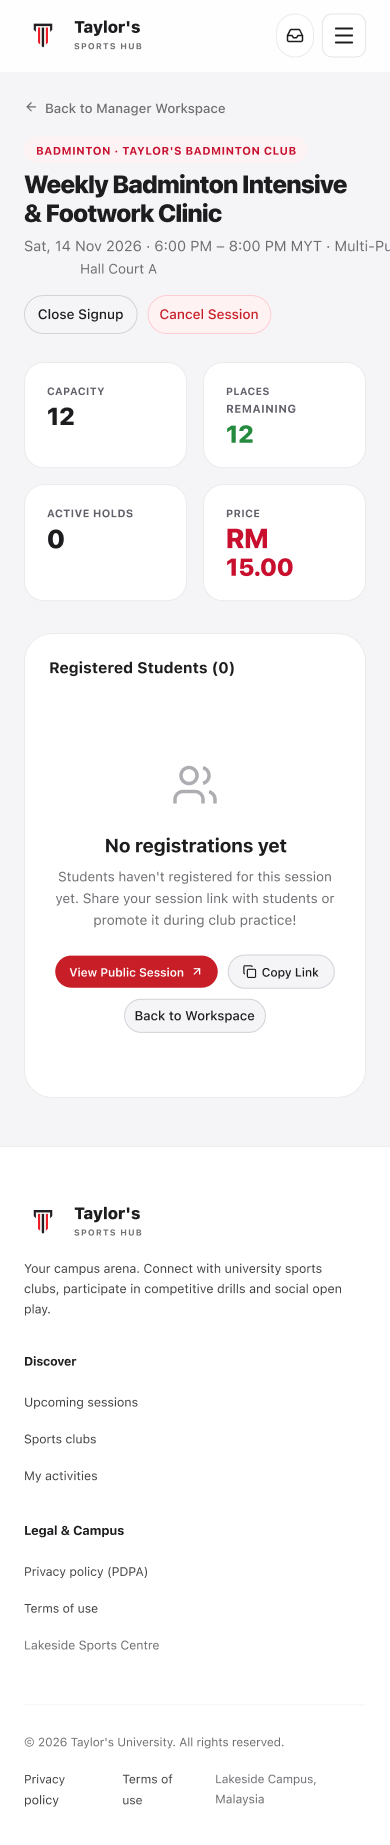 Taylor's
SPORTS HUB
Back to Manager Workspace
BADMINTON · TAYLOR'S BADMINTON CLUB
Weekly Badminton Intensive
& Footwork Clinic
Sat, 14 Nov 2026 · 6:00 PM – 8:00 PM MYT · Multi-Pu
Hall Court A
Close Signup
Cancel Session
CAPACITY
12
PLACES
REMAINING
12
ACTIVE HOLDS
0
PRICE
RM
15.00
Registered Students (0)
No registrations yet
Students haven't registered for this session
yet. Share your session link with students or
promote it during club practice!
View Public Session
Copy Link
Back to Workspace
Taylor's
SPORTS HUB
Your campus arena. Connect with university sports
clubs, participate in competitive drills and social open
play.
Discover
Upcoming sessions
Sports clubs
My activities
Legal & Campus
Privacy policy (PDPA)
Terms of use
Lakeside Sports Centre
© 2026 Taylor's University. All rights reserved.
Privacy
policy
Terms of
use
Lakeside Campus,
Malaysia